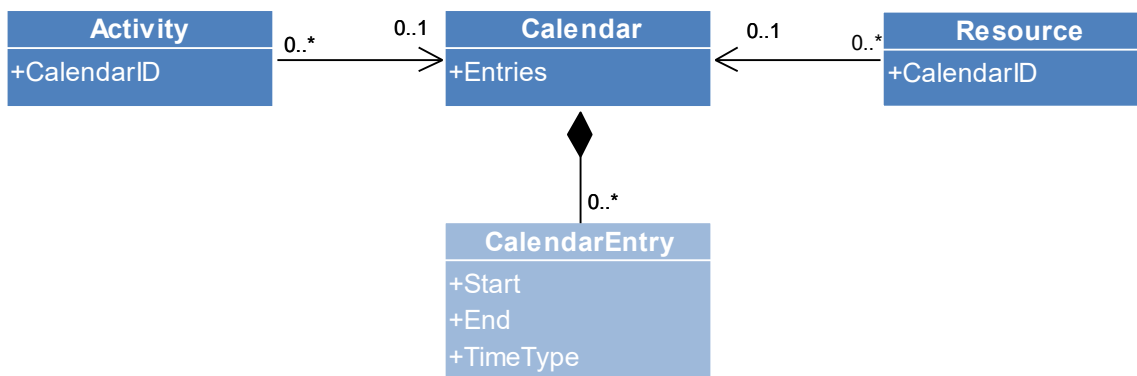 Activity
+CalendarID
0..*
0..1
Calendar
+Entries
0..1
0..*
Resource
+CalendarID
0..*
CalendarEntry
+Start
+End
+TimeType